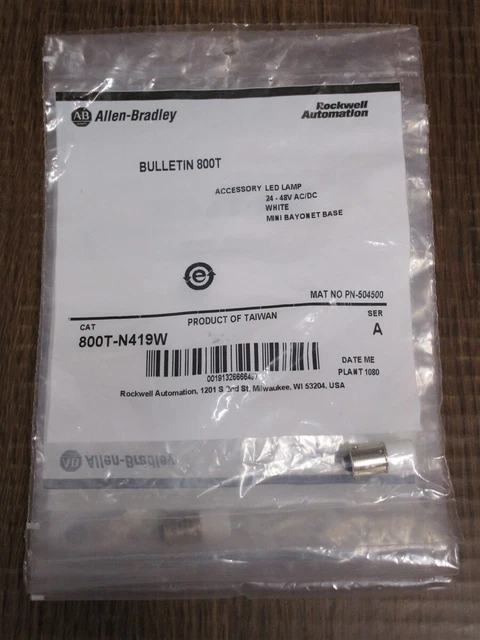 AB Allen-Bradley
Rockwell Automation
BULLETIN 800T
ACCESSORY LED LAMP
24 - 48V AC/DC
WHITE
MINI BAYONET BASE
e
MAT NO PN-504500
CAT
PRODUCT OF TAIWAN
SER
800T-N419W
A
DATE ME
PLANT 1080
Rockwell Automation, 1201 S 2nd St, Milwaukee, WI 53204, USA
AB Allen-Bradley